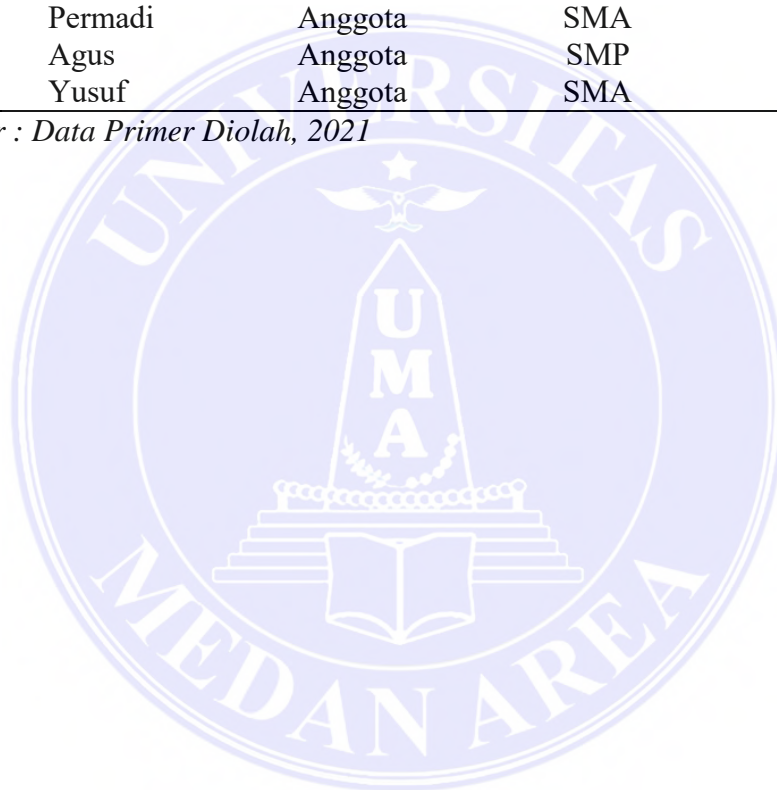 Permadi Anggota SMA
Agus Anggota SMP
Yusuf Anggota SMA
r : Data Primer Diolah, 2021
UNIVERSITAS
UMA
MEDAN AREA